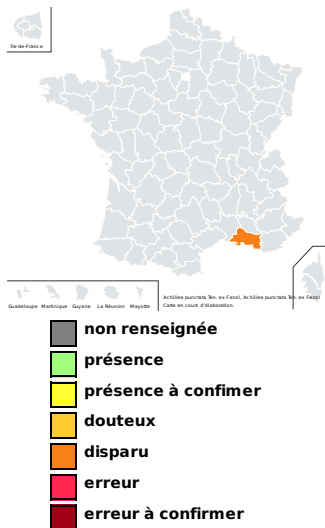 Île-de-France
Guadeloupe Martinique Guyane La Réunion Mayotte
Achillea punctata Ten. ex Fenzl, Achillea punctata Ten. ex Fenzl
Carte en cours d'élaboration.
non renseignée
présence
présence à confimer
douteux
disparu
erreur
erreur à confirmer